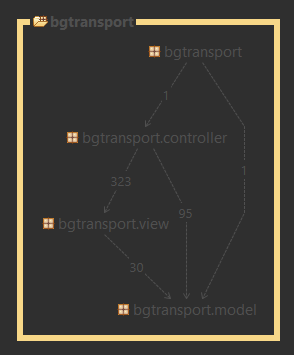 bgtransport
bgtransport
1
bgtransport.controller
323
1
95
bgtransport.view
30
bgtransport.model